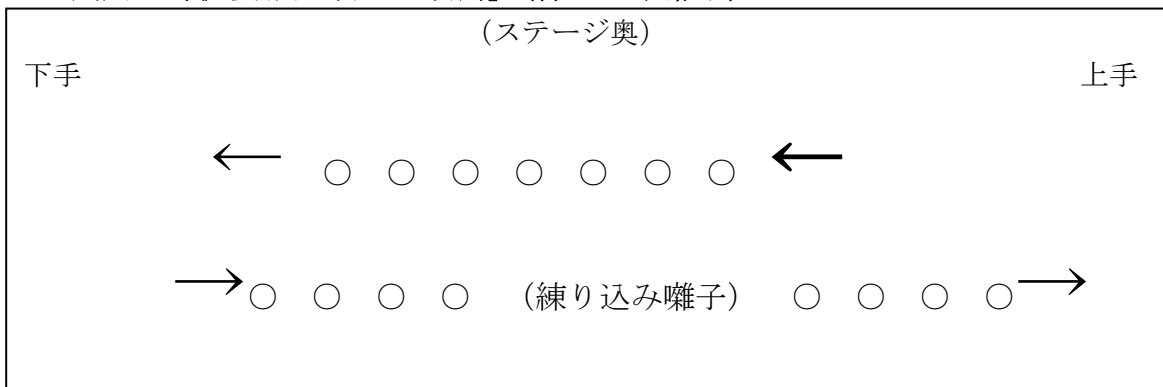 (ステージ奥)
下手 上手
← ○ ○ ○ ○ ○ ○ ○ ←
→ ○ ○ ○ ○ (練り込み囃子) ○ ○ ○ ○ →